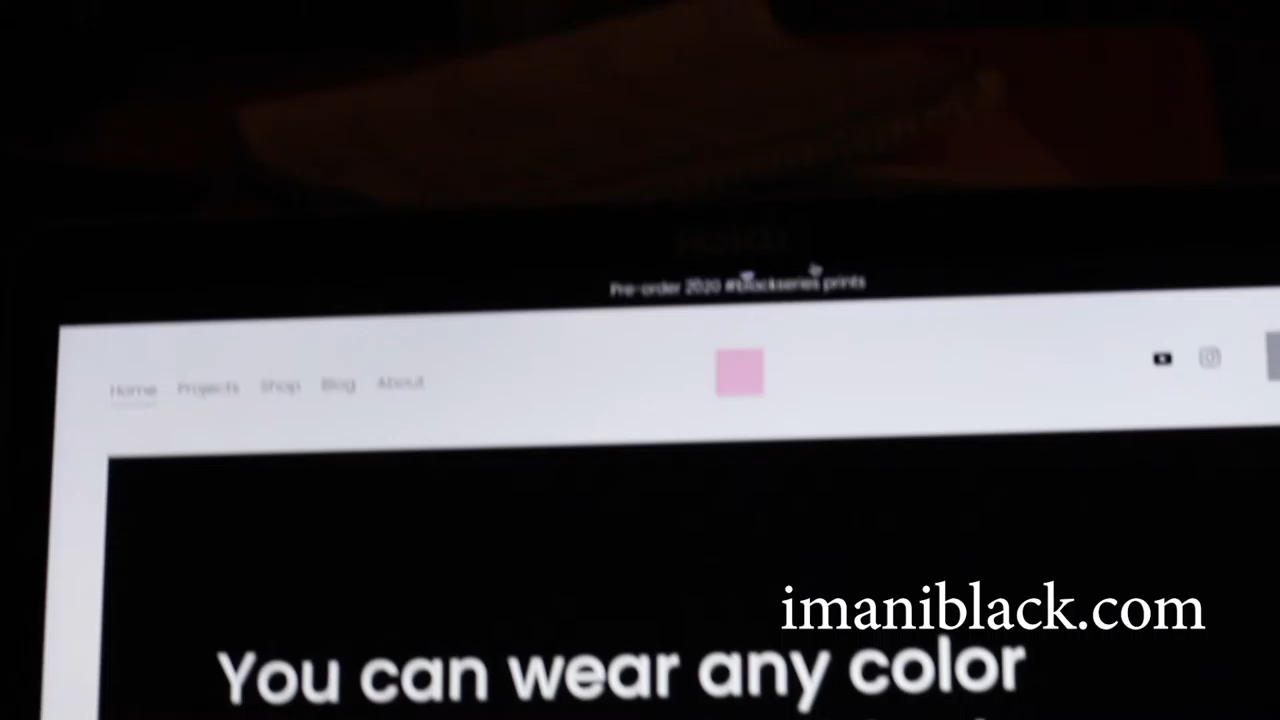 Pre-order 2020 #blackseries prints
Home Projects Shop Blog About
imaniblack.com
You can wear any color